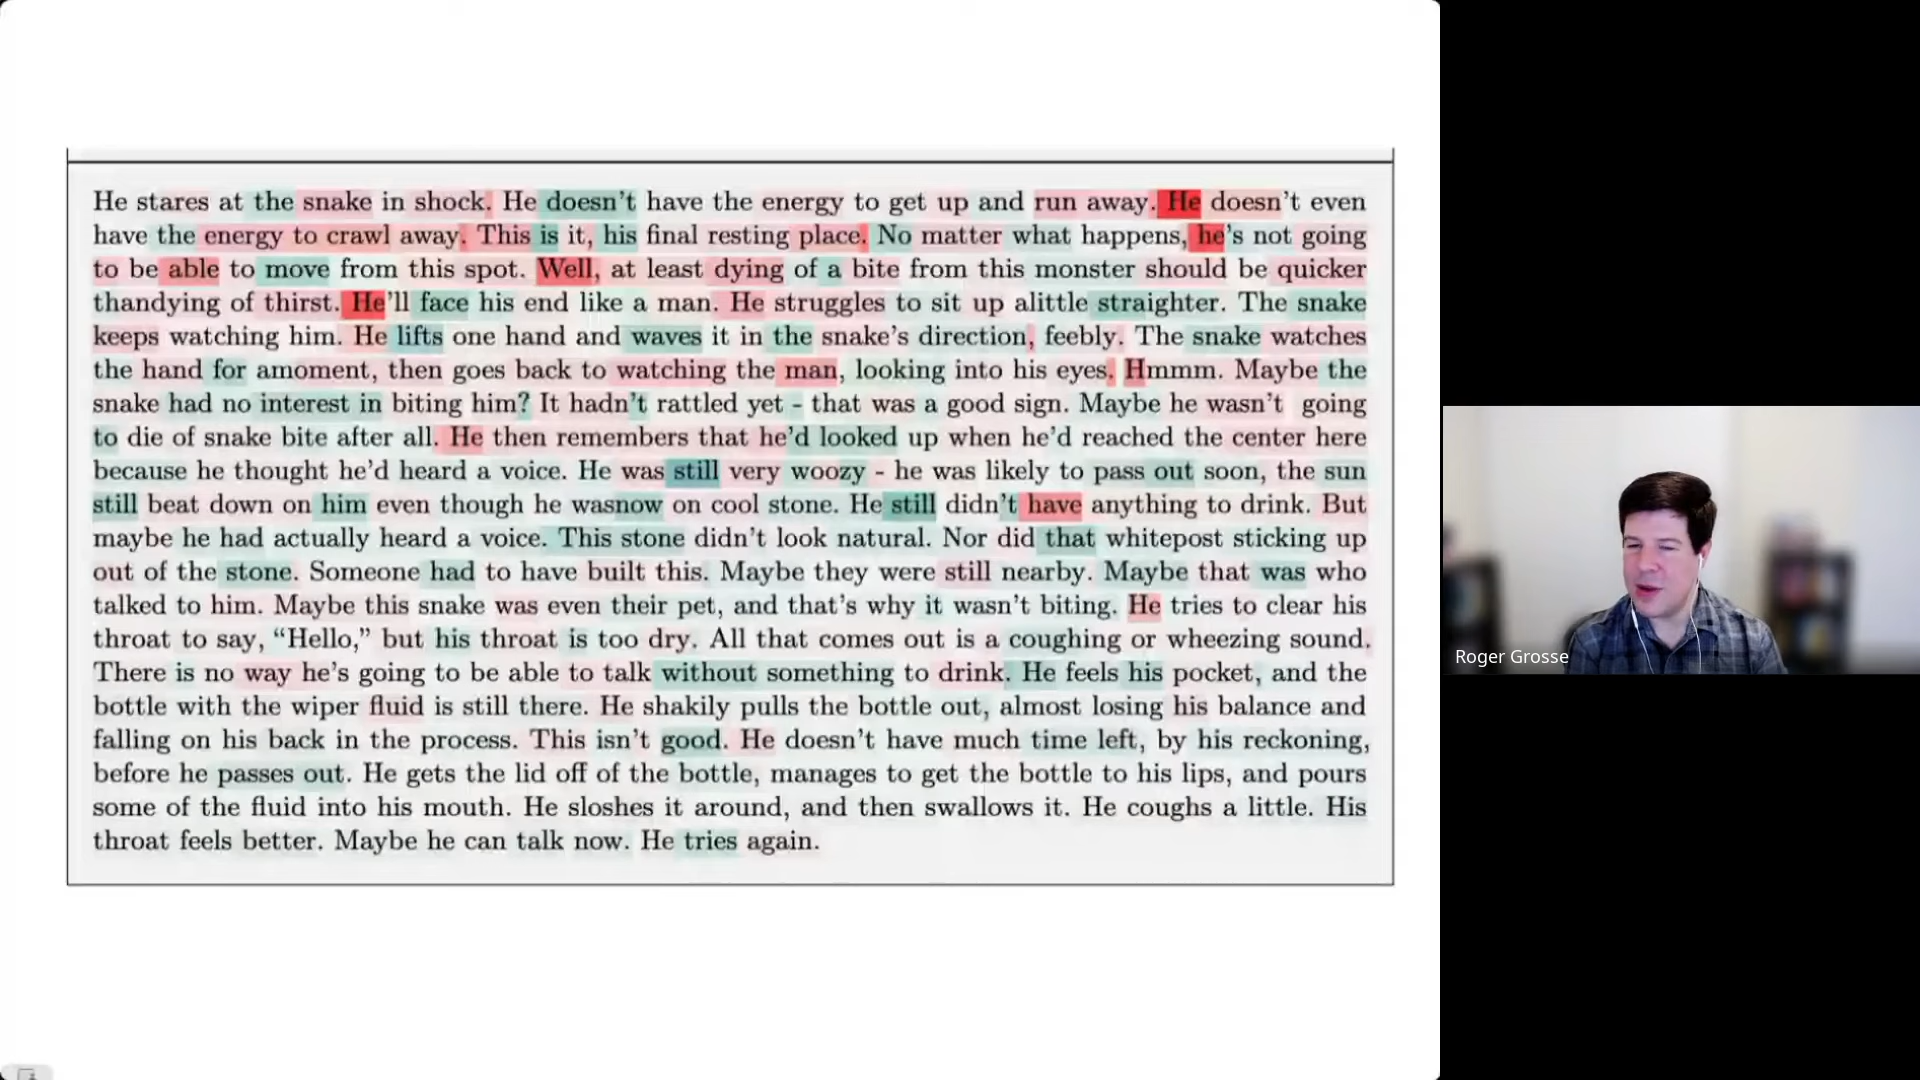 He stares at the snake in shock. He doesn't have the energy to get up and run away. He doesn't even
have the energy to crawl away. This is it, his final resting place. No matter what happens, he's not going
to be able to move from this spot. Well, at least dying of a bite from this monster should be quicker
thandying of thirst. He'll face his end like a man. He struggles to sit up alittle straighter. The snake
keeps watching him. He lifts one hand and waves it in the snake's direction, feebly. The snake watches
the hand for amoment, then goes back to watching the man, looking into his eyes. Hmmm. Maybe the
snake had no interest in biting him? It hadn't rattled yet - that was a good sign. Maybe he wasn't going
to die of snake bite after all. He then remembers that he'd looked up when he'd reached the center here
because he thought he'd heard a voice. He was still very woozy - he was likely to pass out soon, the sun
still beat down on him even though he wasnow on cool stone. He still didn't have anything to drink. But
maybe he had actually heard a voice. This stone didn't look natural. Nor did that whitepost sticking up
out of the stone. Someone had to have built this. Maybe they were still nearby. Maybe that was who
talked to him. Maybe this snake was even their pet, and that's why it wasn't biting. He tries to clear his
throat to say, “Hello,” but his throat is too dry. All that comes out is a coughing or wheezing sound.
There is no way he's going to be able to talk without something to drink. He feels his pocket, and the
bottle with the wiper fluid is still there. He shakily pulls the bottle out, almost losing his balance and
falling on his back in the process. This isn't good. He doesn't have much time left, by his reckoning,
before he passes out. He gets the lid off of the bottle, manages to get the bottle to his lips, and pours
some of the fluid into his mouth. He sloshes it around, and then swallows it. He coughs a little. His
throat feels better. Maybe he can talk now. He tries again.
Roger Grosse